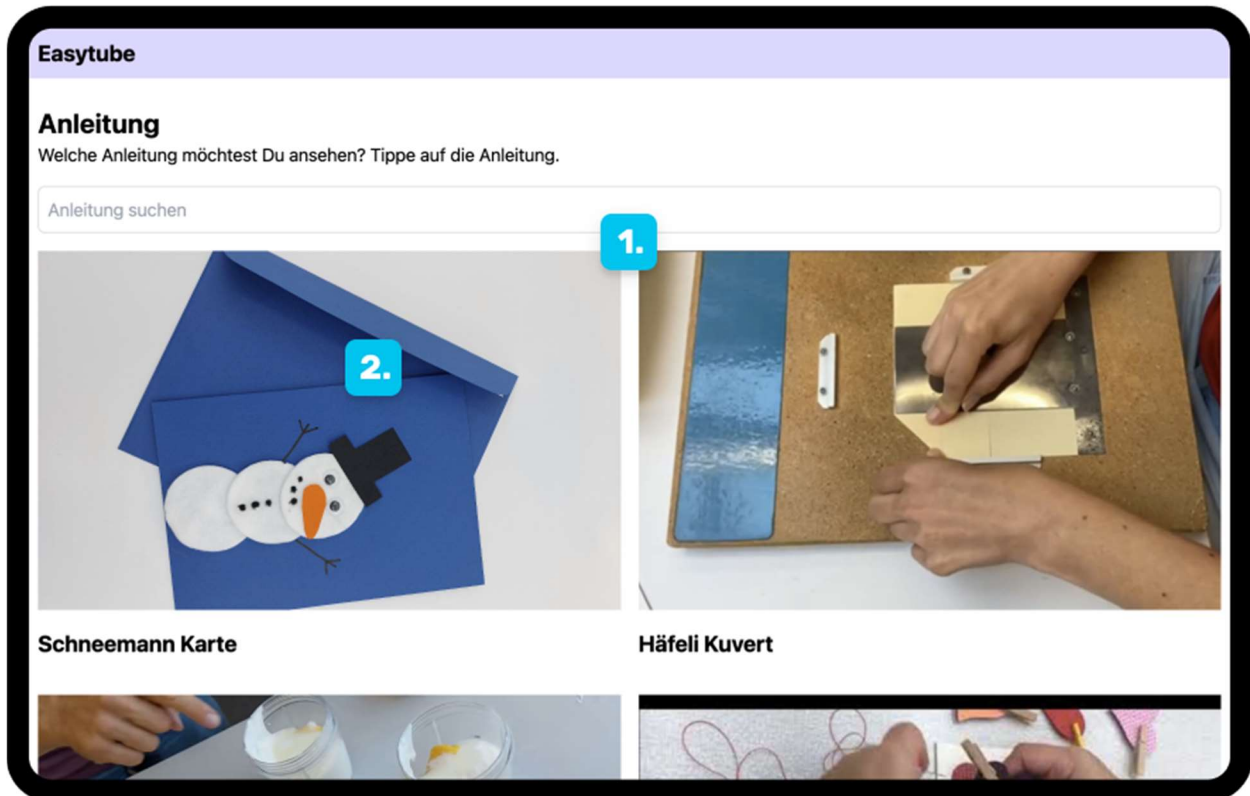 Easytube
Anleitung
Welche Anleitung möchtest Du ansehen? Tippe auf die Anleitung.
Anleitung suchen
1.
2.
Schneemann Karte
Häfeli Kuvert